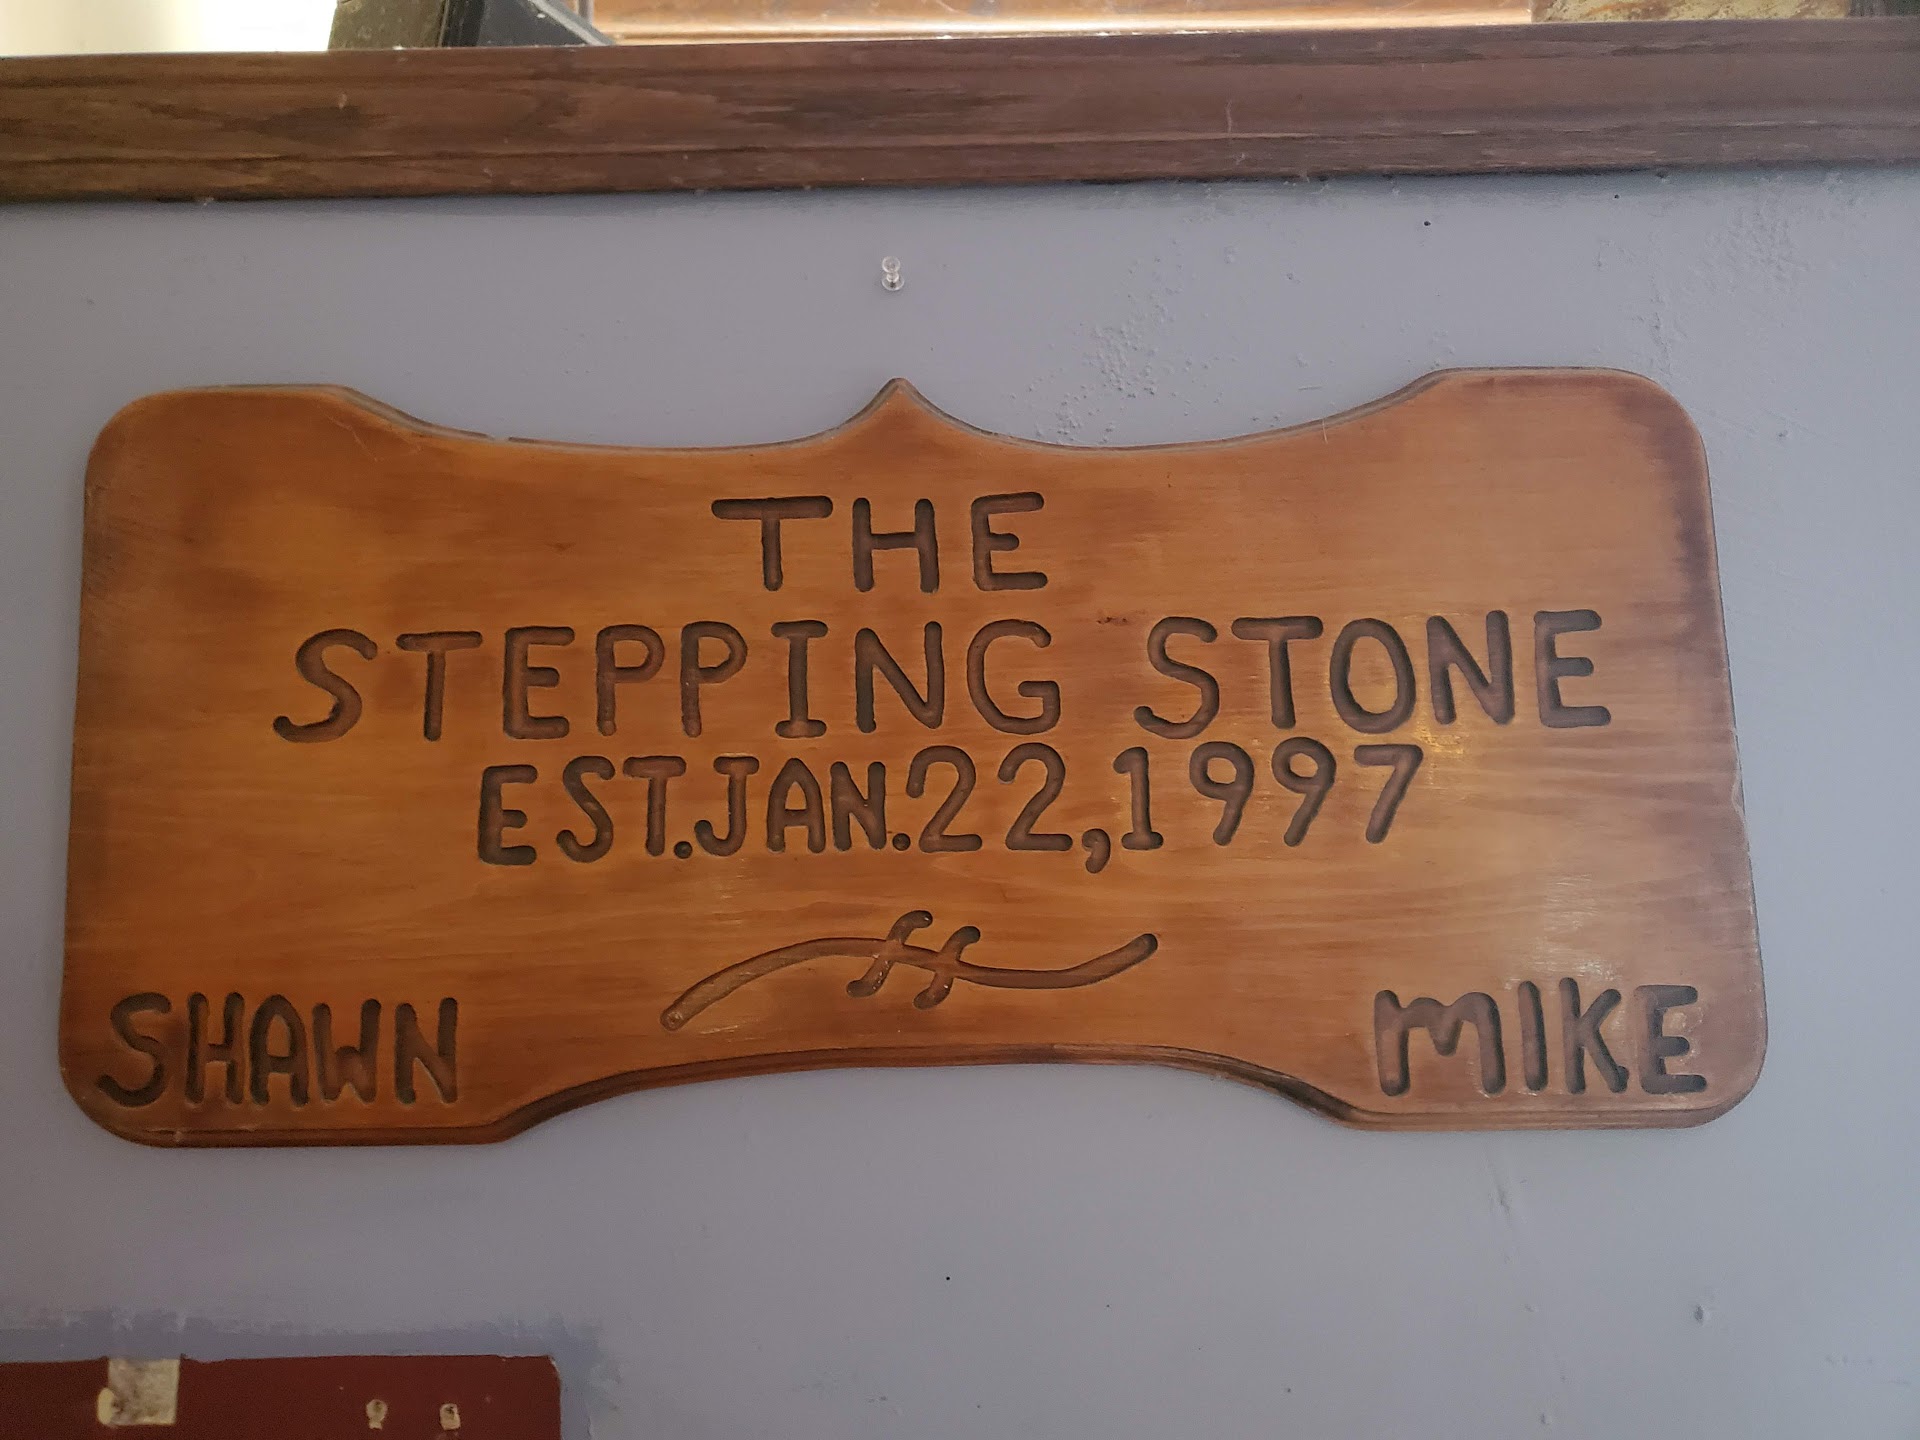 THE
STEPPING STONE
EST.JAN.22,1997
SHAWN
MIKE